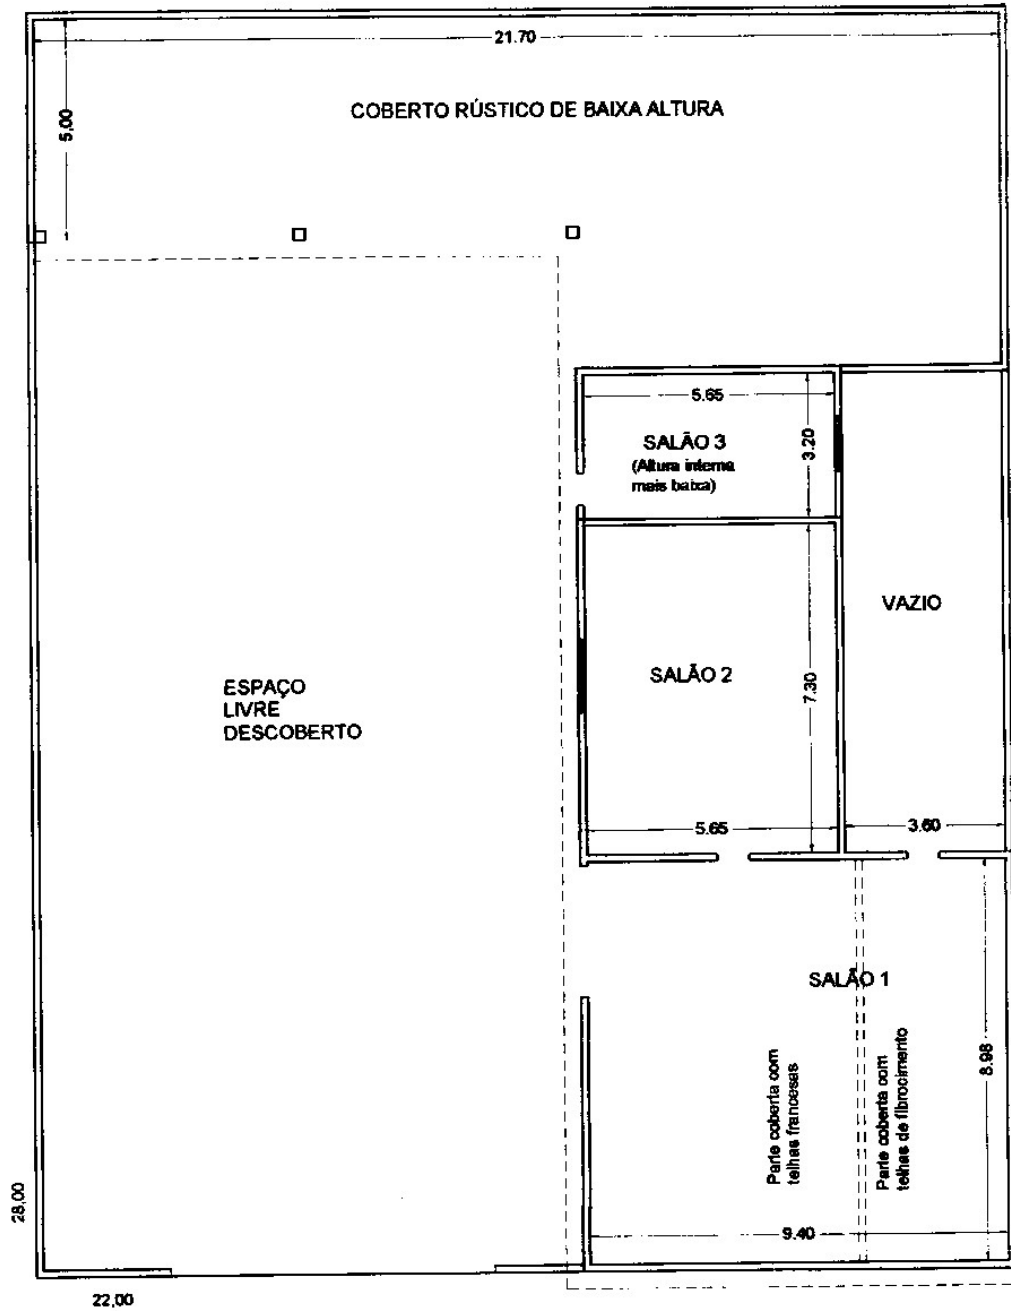 21.70
5,00
COBERTO RÚSTICO DE BAIXA ALTURA
5.65
3.20
SALÃO 3
(Altura interna
mais baixa)
VAZIO
SALÃO 2
7.30
ESPAÇO
LIVRE
DESCOBERTO
5.65
3.60
SALÃO 1
Parte coberta com
telhas francesas
Parte coberta com
telhas de fibrocimento
8.98
28,00
9.40
22,00